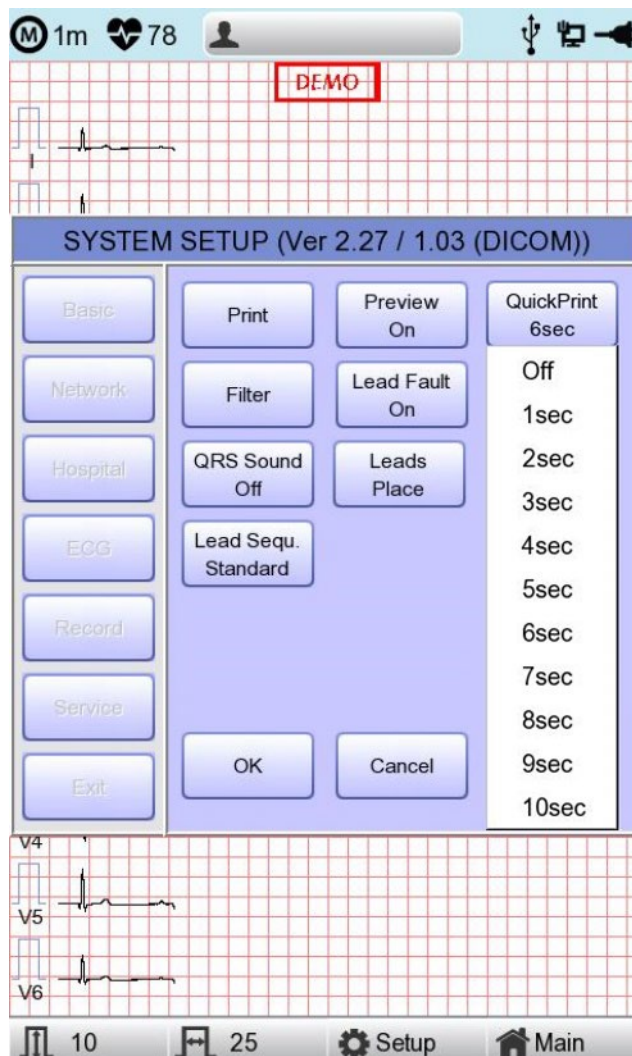 M 1m 78
DEMO
I
SYSTEM SETUP (Ver 2.27 / 1.03 (DICOM))
Basic
Network
Hospital
ECG
Record
Service
Exit
Print
Preview
On
QuickPrint
6sec
Filter
Lead Fault
On
QRS Sound
Off
Leads
Place
Lead Sequ.
Standard
OK
Cancel
Off
1sec
2sec
3sec
4sec
5sec
6sec
7sec
8sec
9sec
10sec
V4
V5
V6
10 25 Setup Main